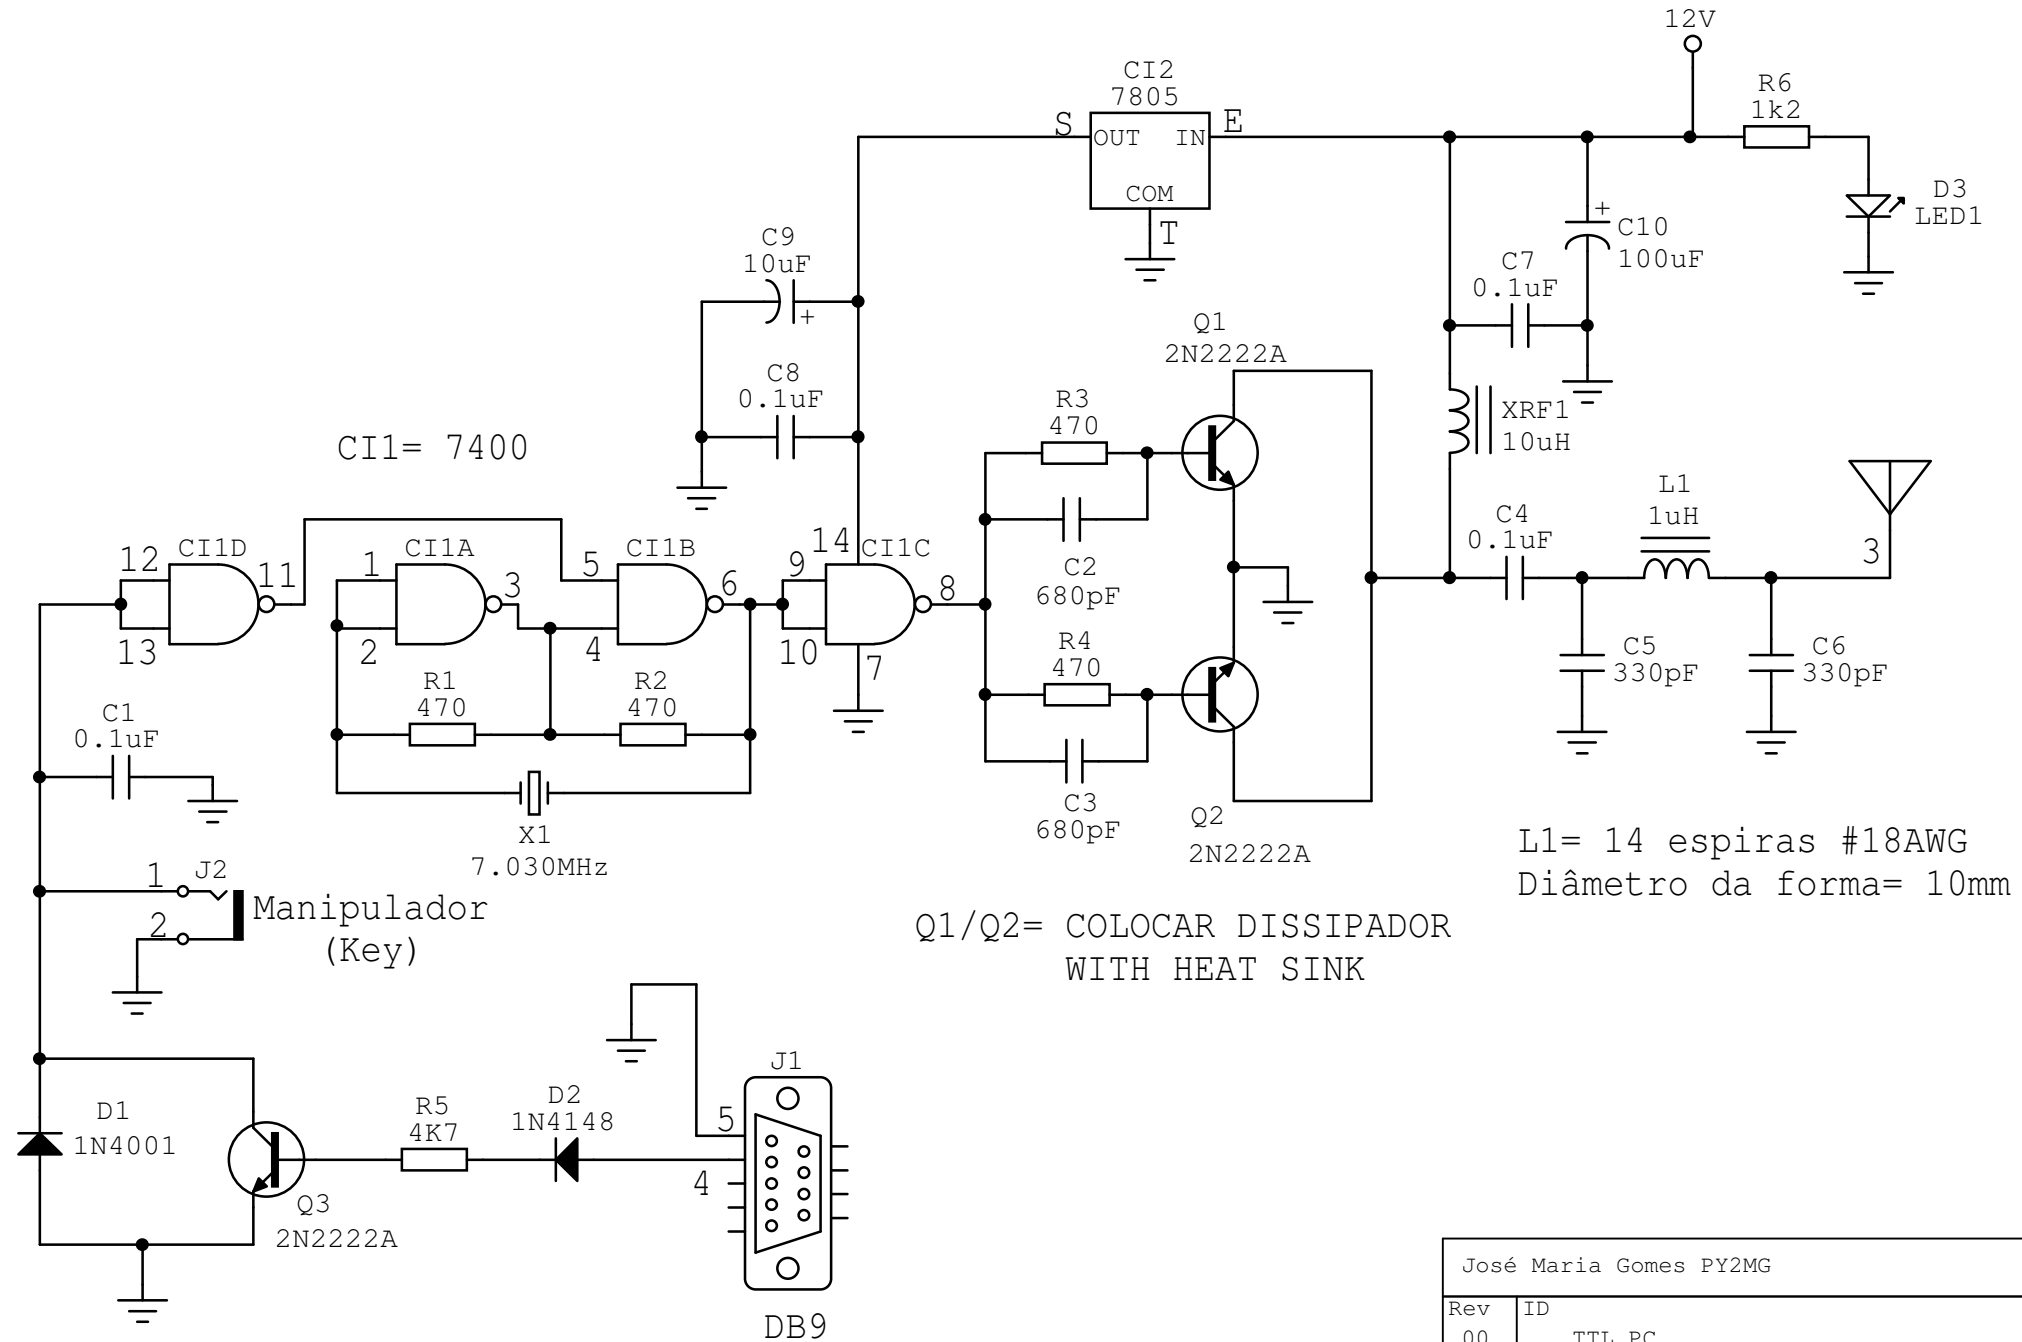 12V
CI2
7805
S
OUT
IN
E
COM
T
R6
1k2
D3
LED1
+
C10
100uF
C7
0.1uF
C9
10uF
+
C8
0.1uF
Q1
2N2222A
XRF1
10uH
R3
470
C2
680pF
CI1= 7400
12
13
CI1D
11
1
2
CI1A
3
5
4
CI1B
6
9
10
14
CI1C
7
8
R4
470
C3
680pF
Q2
2N2222A
C4
0.1uF
L1
1uH
3
C5
330pF
C6
330pF
R1
470
R2
470
X1
7.030MHz
C1
0.1uF
1
J2
2
Manipulador
(Key)
L1= 14 espiras #18AWG
Diâmetro da forma= 10mm
Q1/Q2= COLOCAR DISSIPADOR
WITH HEAT SINK
D1
1N4001
Q3
2N2222A
R5
4K7
D2
1N4148
J1
5
4
DB9
José Maria Gomes PY2MG
Rev
ID
00
TTL PC